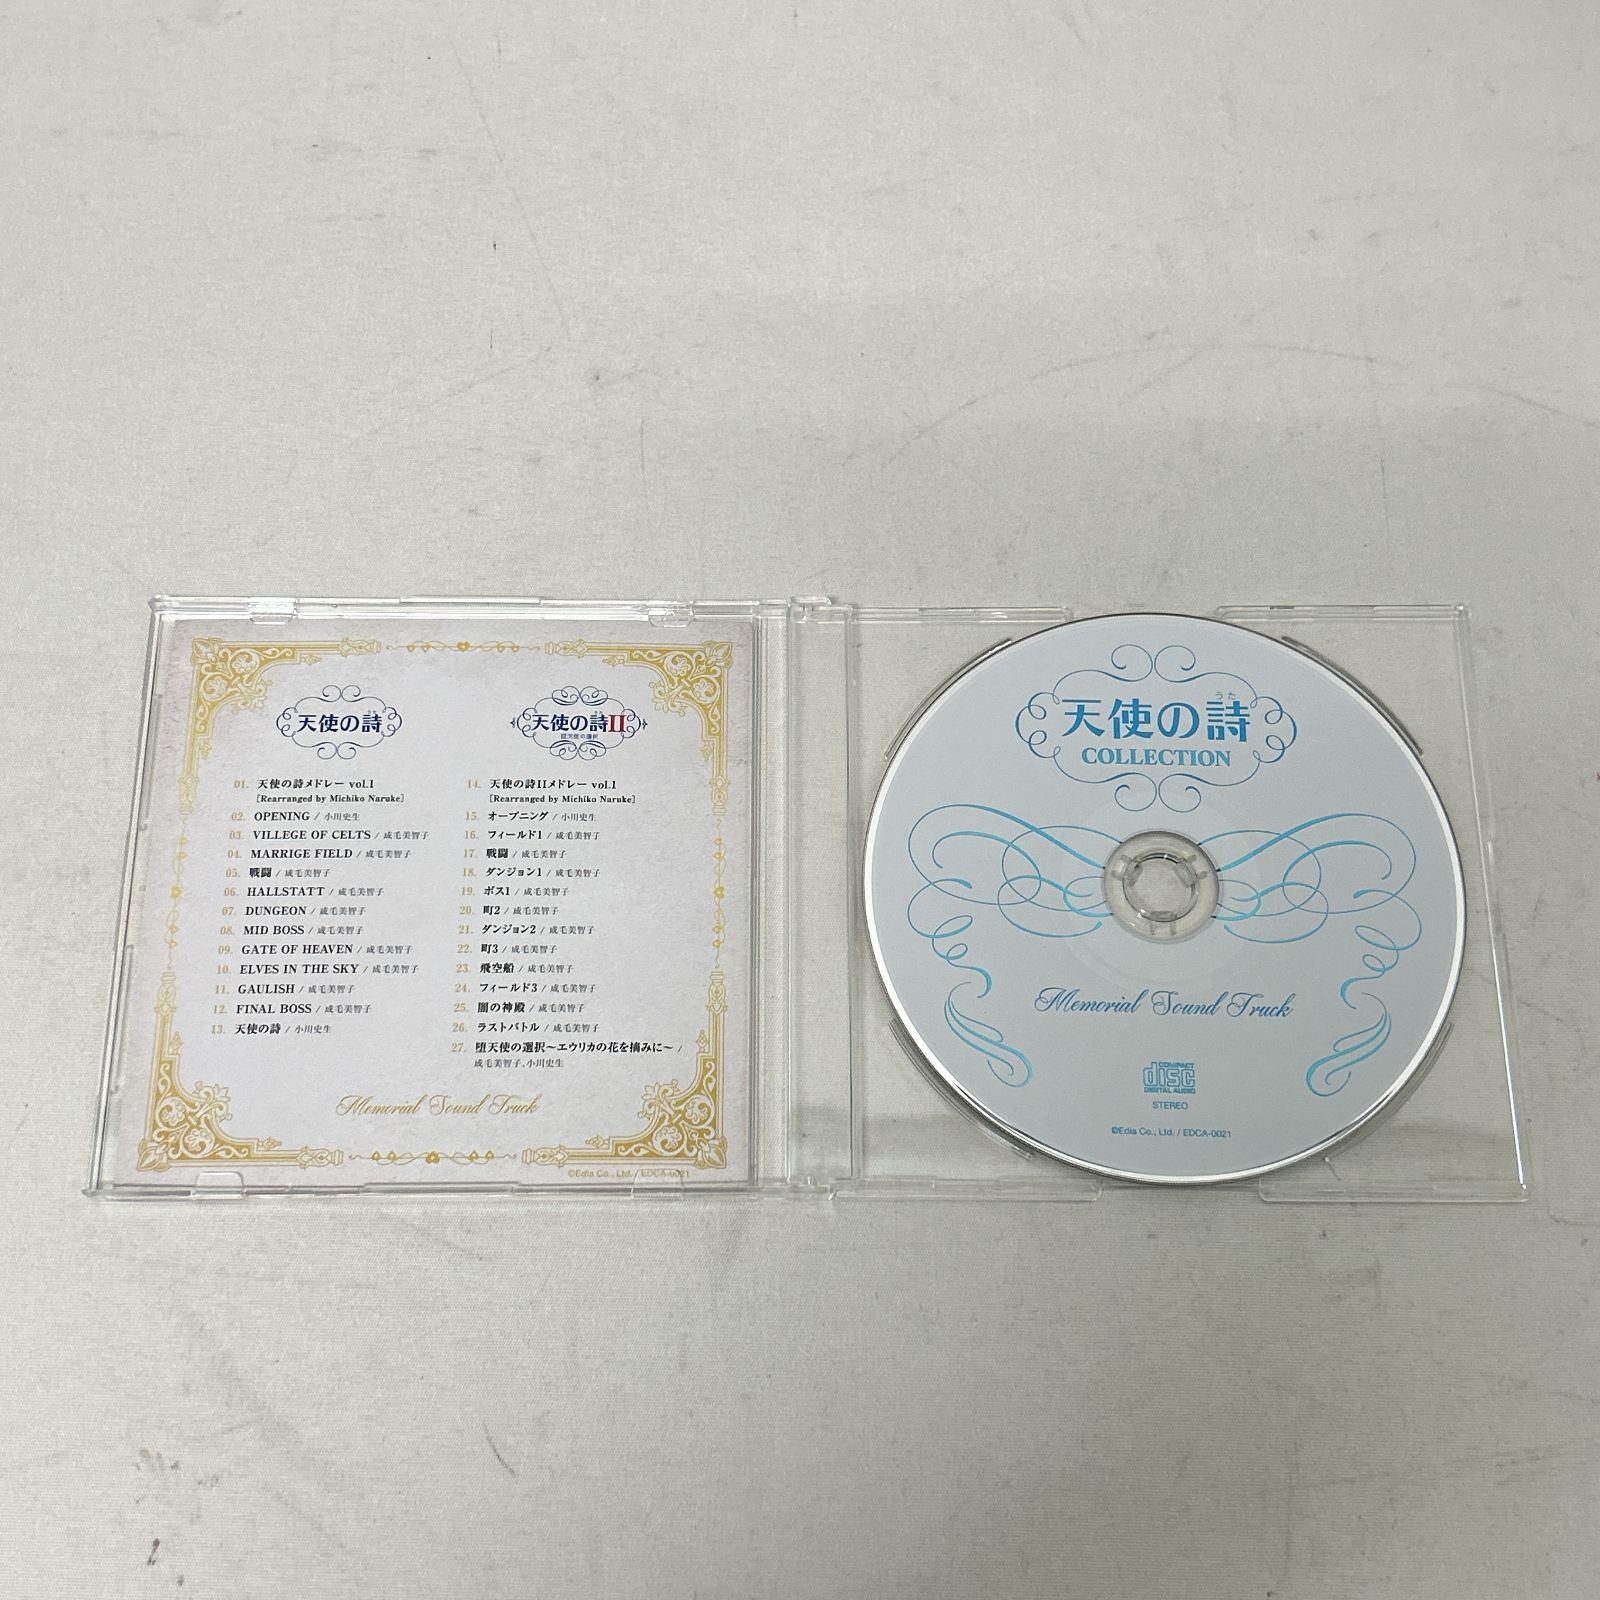 天使の詩
うた
01. 天使の詩メドレー vol.1
[Rearranged by Michiko Naruke]
02. OPENING / 小川史生
03. VILLEGE OF CELTS / 成毛美智子
04. MARRIGE FIELD / 成毛美智子
05. 戦闘 / 成毛美智子
06. HALLSTATT / 成毛美智子
07. DUNGEON / 成毛美智子
08. MID BOSS / 成毛美智子
09. GATE OF HEAVEN / 成毛美智子
10. ELVES IN THE SKY / 成毛美智子
11. GAULISH / 成毛美智子
12. FINAL BOSS / 成毛美智子
13. 天使の詩 / 小川史生
天使の詩II
堕天使の選択
14. 天使の詩IIメドレー vol.1
[Rearranged by Michiko Naruke]
15. オープニング / 小川史生
16. フィールド1 / 成毛美智子
17. 戦闘 / 成毛美智子
18. ダンジョン1 / 成毛美智子
19. ボス1 / 成毛美智子
20. 町2 / 成毛美智子
21. ダンジョン2 / 成毛美智子
22. 町3 / 成毛美智子
23. 飛空船 / 成毛美智子
24. フィールド3 / 成毛美智子
25. 闇の神殿 / 成毛美智子
26. ラストバトル / 成毛美智子
27. 堕天使の選択～エウリカの花を摘みに～ /
成毛美智子,小川史生
Memorial Sound Truck
©Edia Co., Ltd. / EDCA-0021
うた
天使の詩
COLLECTION
Memorial Sound Truck
COMPACT
disc
DIGITAL AUDIO
STEREO
©Edia Co., Ltd. / EDCA-0021